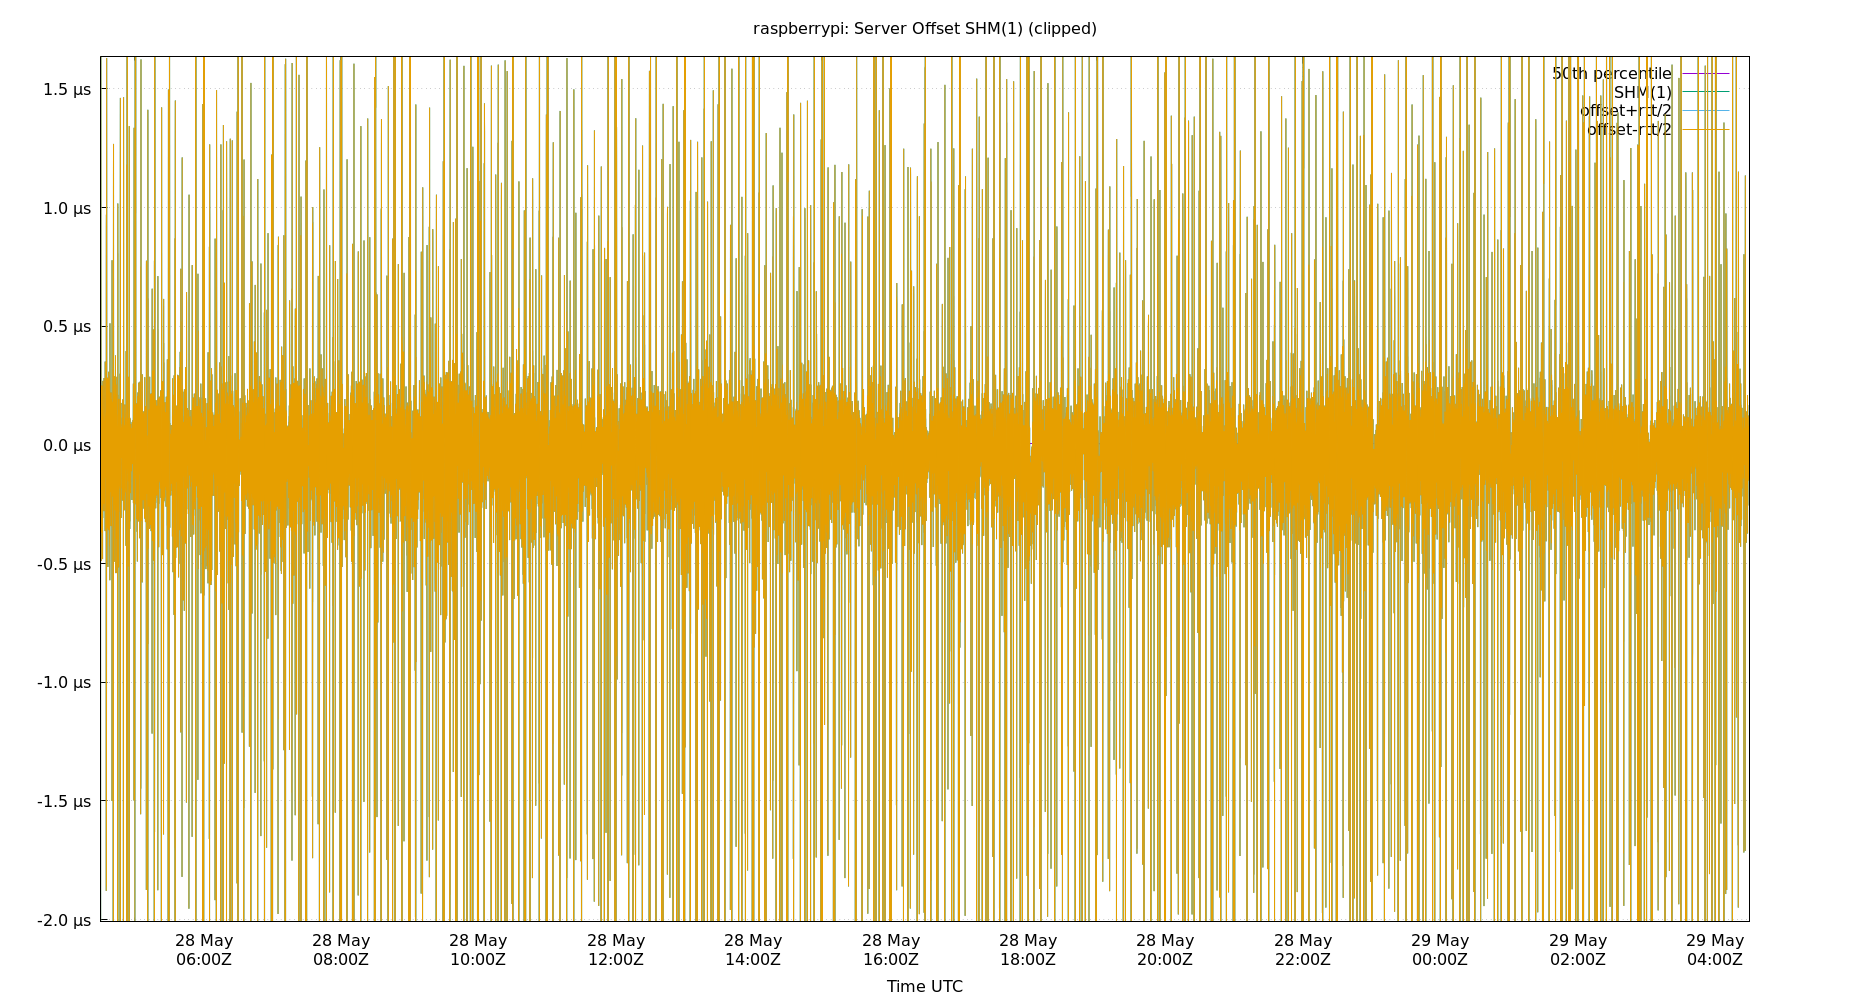 raspberrypi: Server Offset SHM(1) (clipped)
50th percentile
SHM(1)
offset+rtt/2
offset-rtt/2
1.5 µs
1.0 µs
0.5 µs
0.0 µs
-0.5 µs
-1.0 µs
-1.5 µs
-2.0 µs
28 May 28 May 28 May 28 May 28 May 28 May 28 May 28 May 28 May 29 May 29 May 29 May
06:00Z 08:00Z 10:00Z 12:00Z 14:00Z 16:00Z 18:00Z 20:00Z 22:00Z 00:00Z 02:00Z 04:00Z
Time UTC